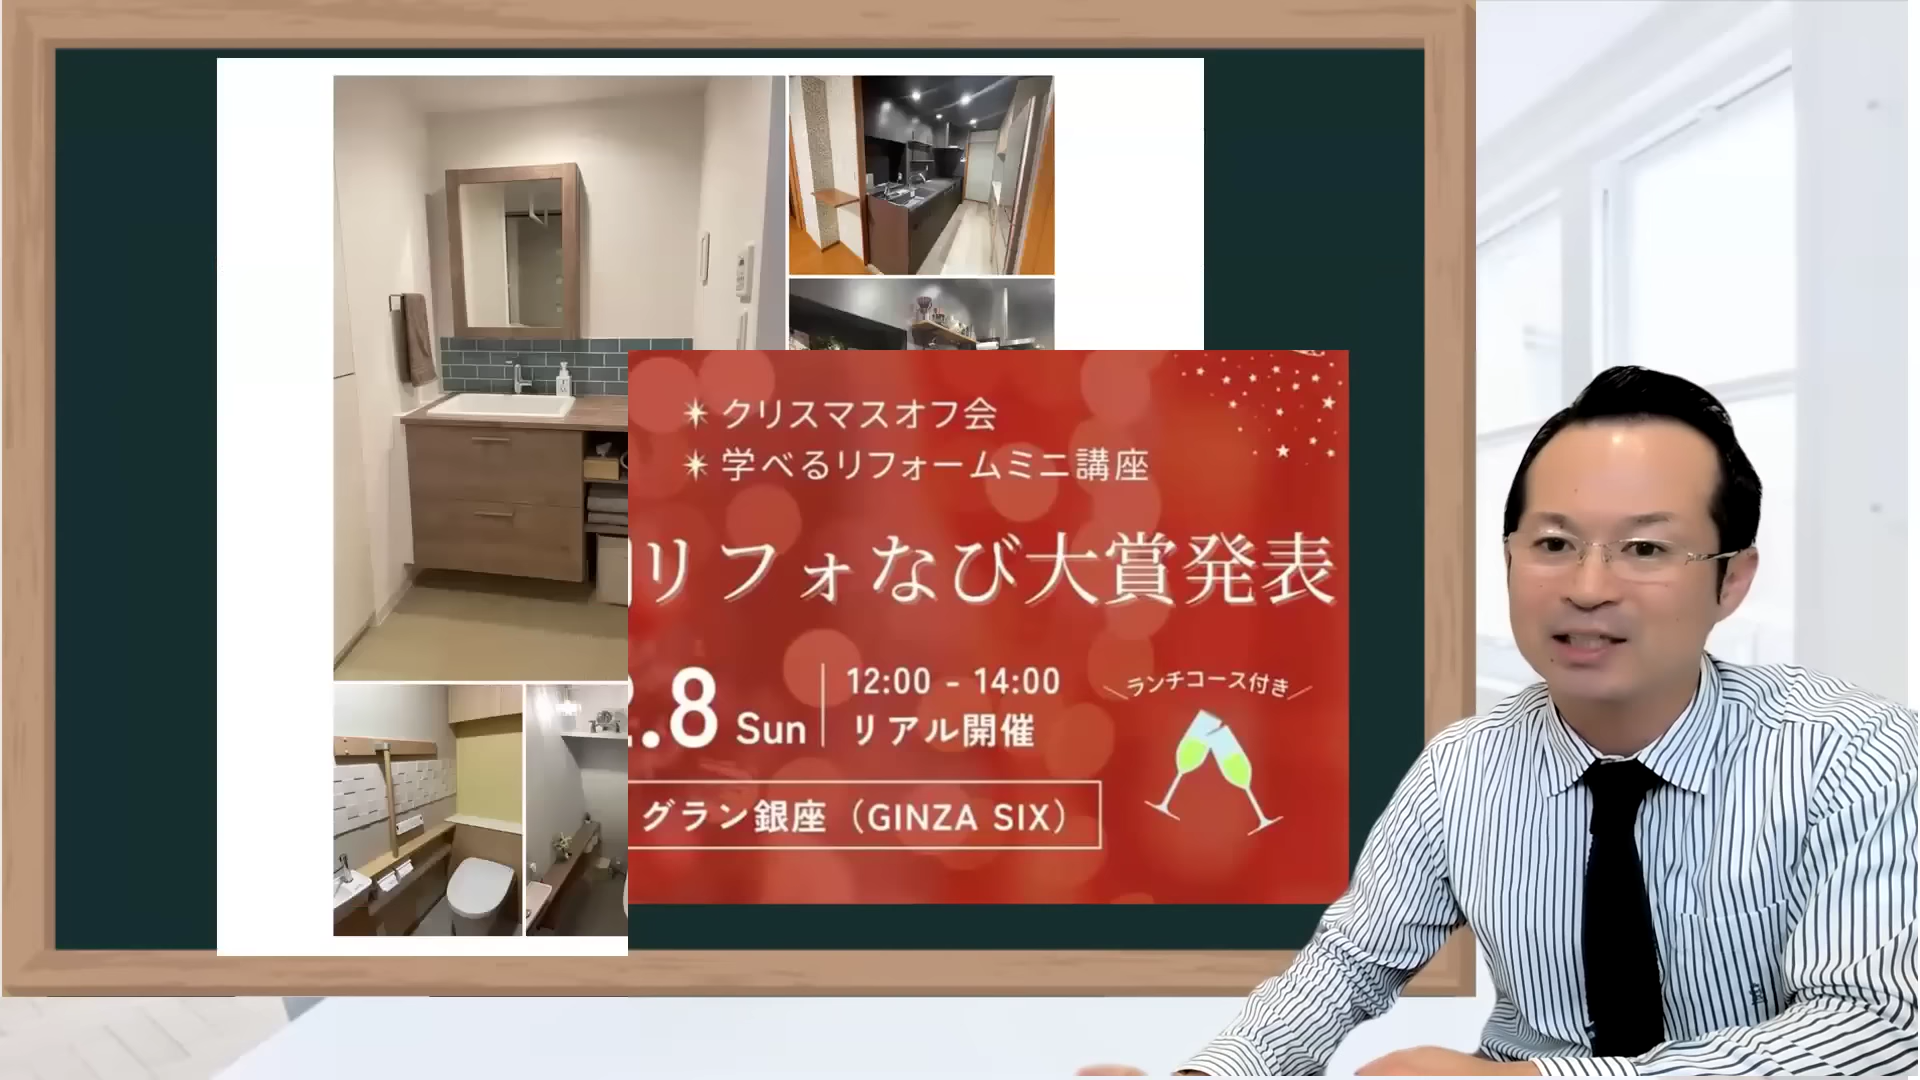 クリスマスオフ会
学べるリフォームミニ講座
リフォなび大賞発表
.8 Sun
12:00 - 14:00
リアル開催
ランチコース付き
グラン銀座（GINZA SIX）